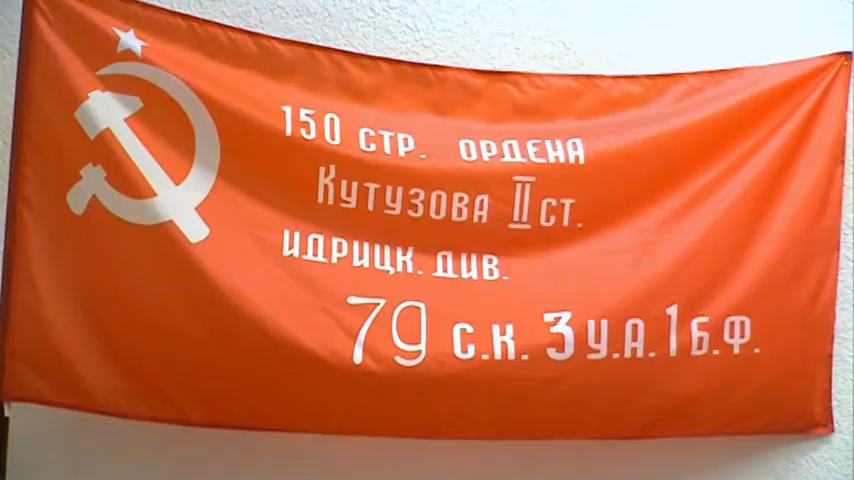 150 СТР. ОРДЕНА
КУТУЗОВА II СТ.
ИДРИЦК. ДИВ.
79 С.К. 3 У.А. 1 Б.Ф.